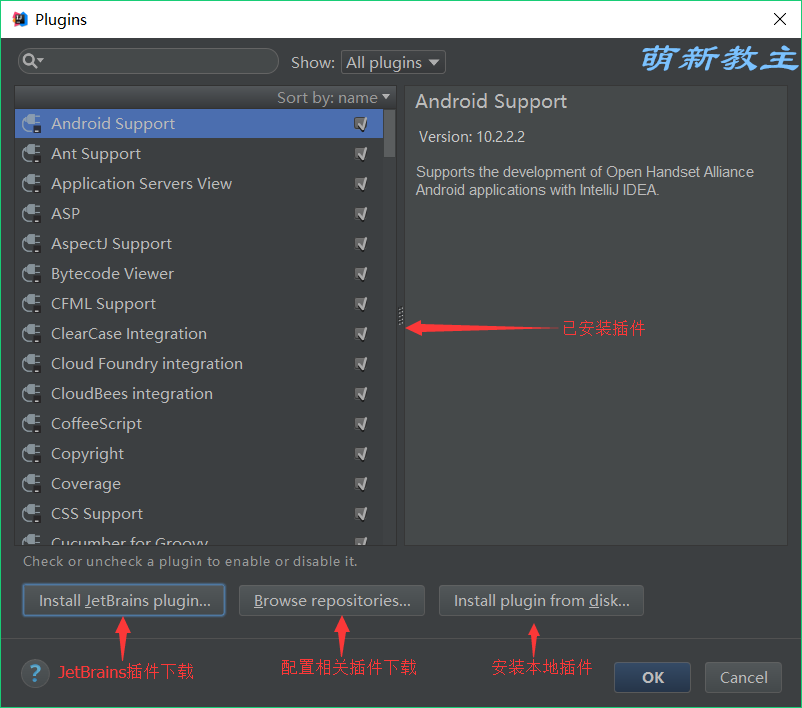 Plugins
Show: All plugins
萌新教主
Sort by: name
Android Support
Ant Support
Application Servers View
ASP
AspectJ Support
Bytecode Viewer
CFML Support
ClearCase Integration
Cloud Foundry integration
CloudBees integration
CoffeeScript
Copyright
Coverage
CSS Support
Cucumber for Groovy
Android Support
Version: 10.2.2.2
Supports the development of Open Handset Alliance
Android applications with IntelliJ IDEA.
已安装插件
Check or uncheck a plugin to enable or disable it.
Install JetBrains plugin...
Browse repositories...
Install plugin from disk...
? JetBrains插件下载
配置相关插件下载
安装本地插件
OK
Cancel